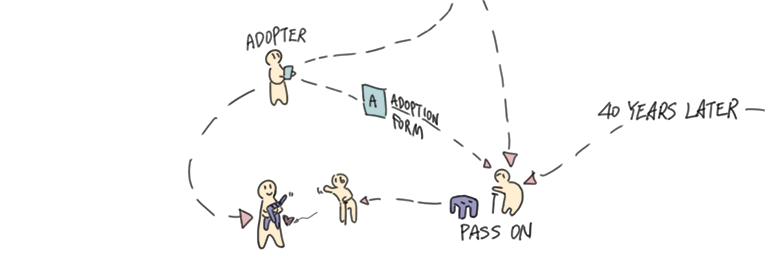 ADOPTER
A
ADOPTION
FORM
40 YEARS LATER
PASS ON